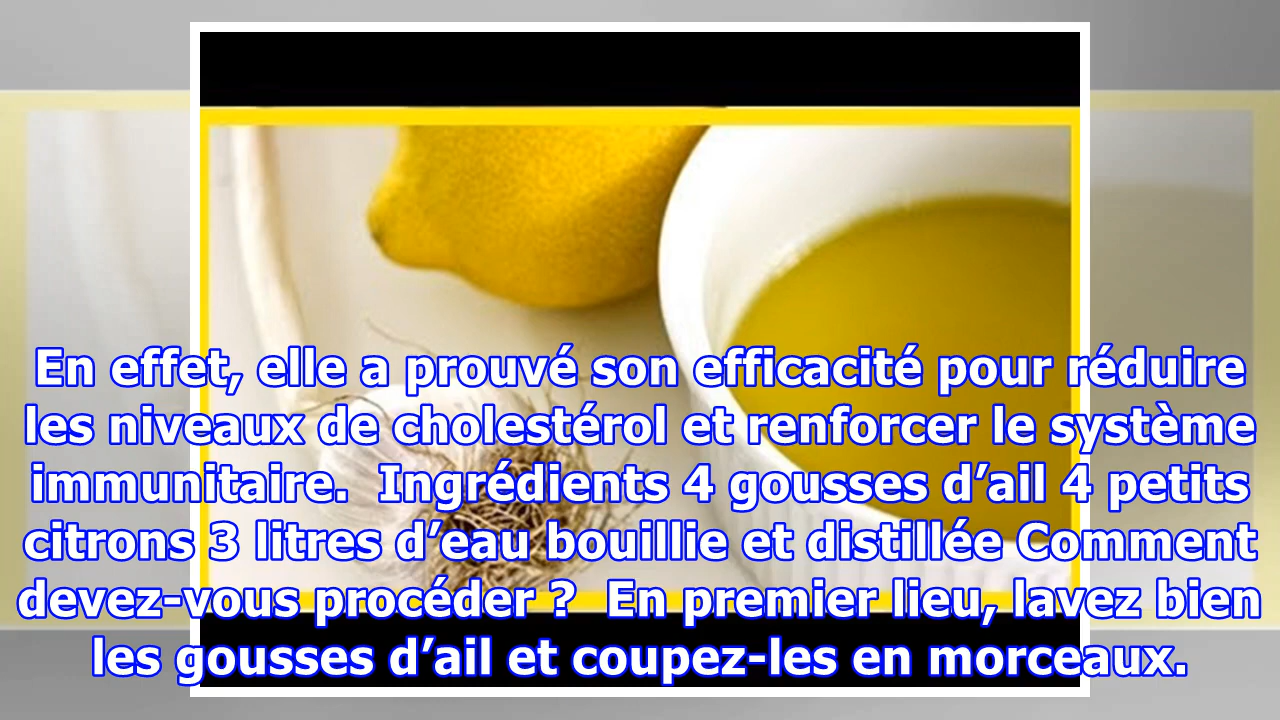 En effet, elle a prouvé son efficacité pour réduire
les niveaux de cholestérol et renforcer le système
immunitaire.  Ingrédients 4 gousses d’ail 4 petits
citrons 3 litres d’eau bouillie et distillée Comment
devez-vous procéder ?  En premier lieu, lavez bien
les gousses d’ail et coupez-les en morceaux.